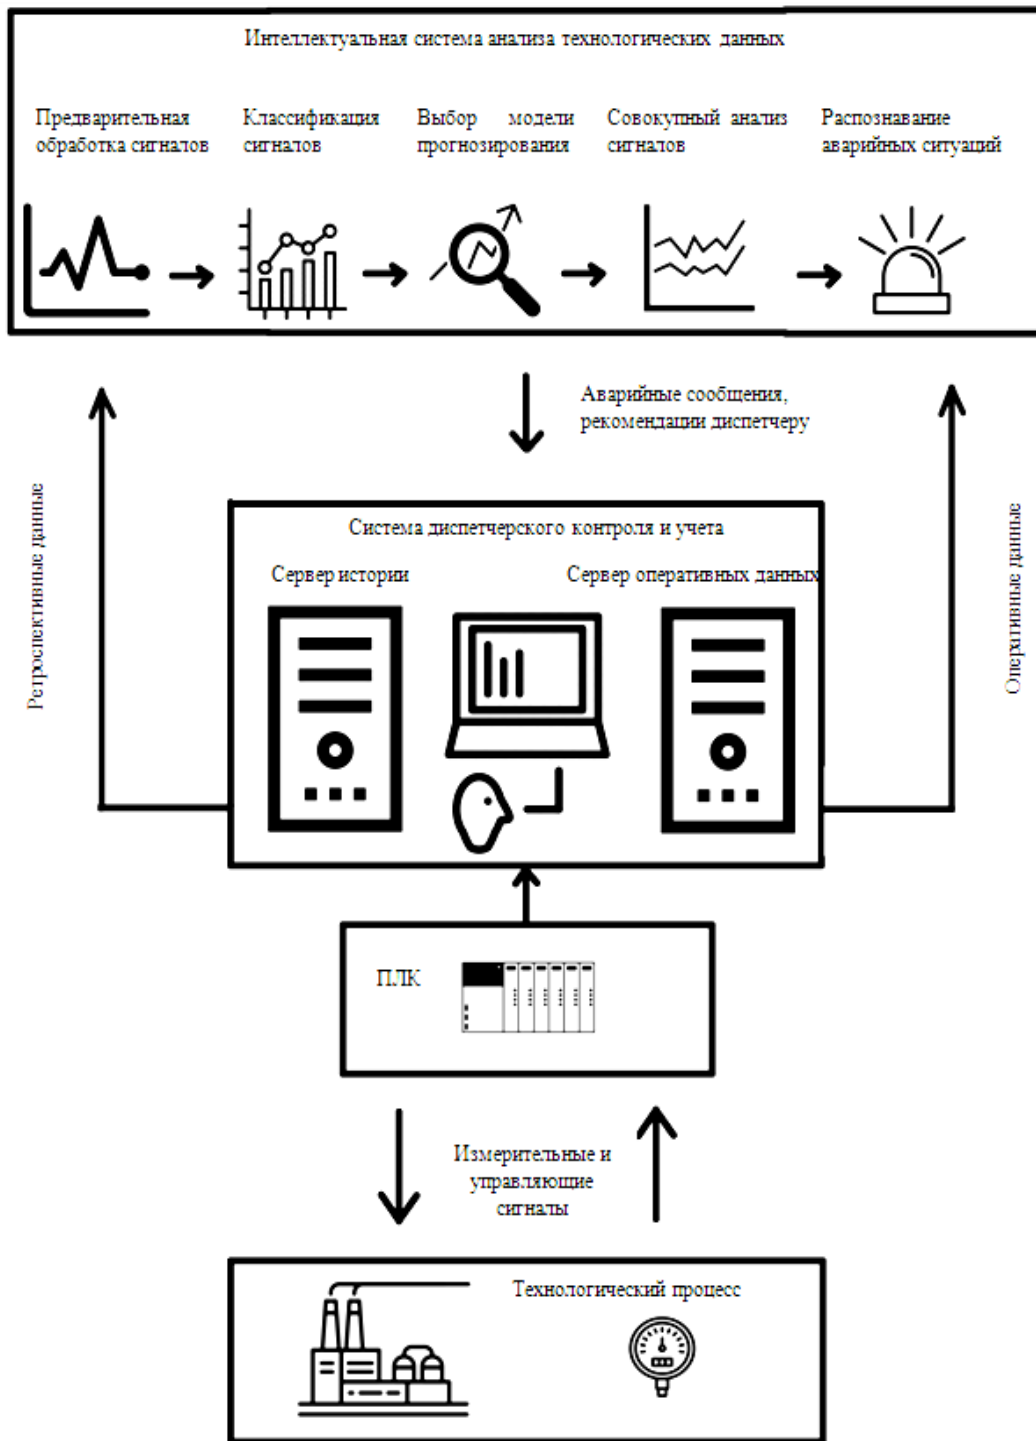 Интеллектуальная система анализа технологических данных
Предварительная
обработка сигналов
Классификация
сигналов
Выбор модели
прогнозирования
Совокупный анализ
сигналов
Распознавание
аварийных ситуаций
Аварийные сообщения,
рекомендации диспетчеру
Ретроспективные данные
Оперативные данные
Система диспетчерского контроля и учета
Сервер истории
Сервер оперативных данных
ПЛК
Измерительные и
управляющие
сигналы
Технологический процесс